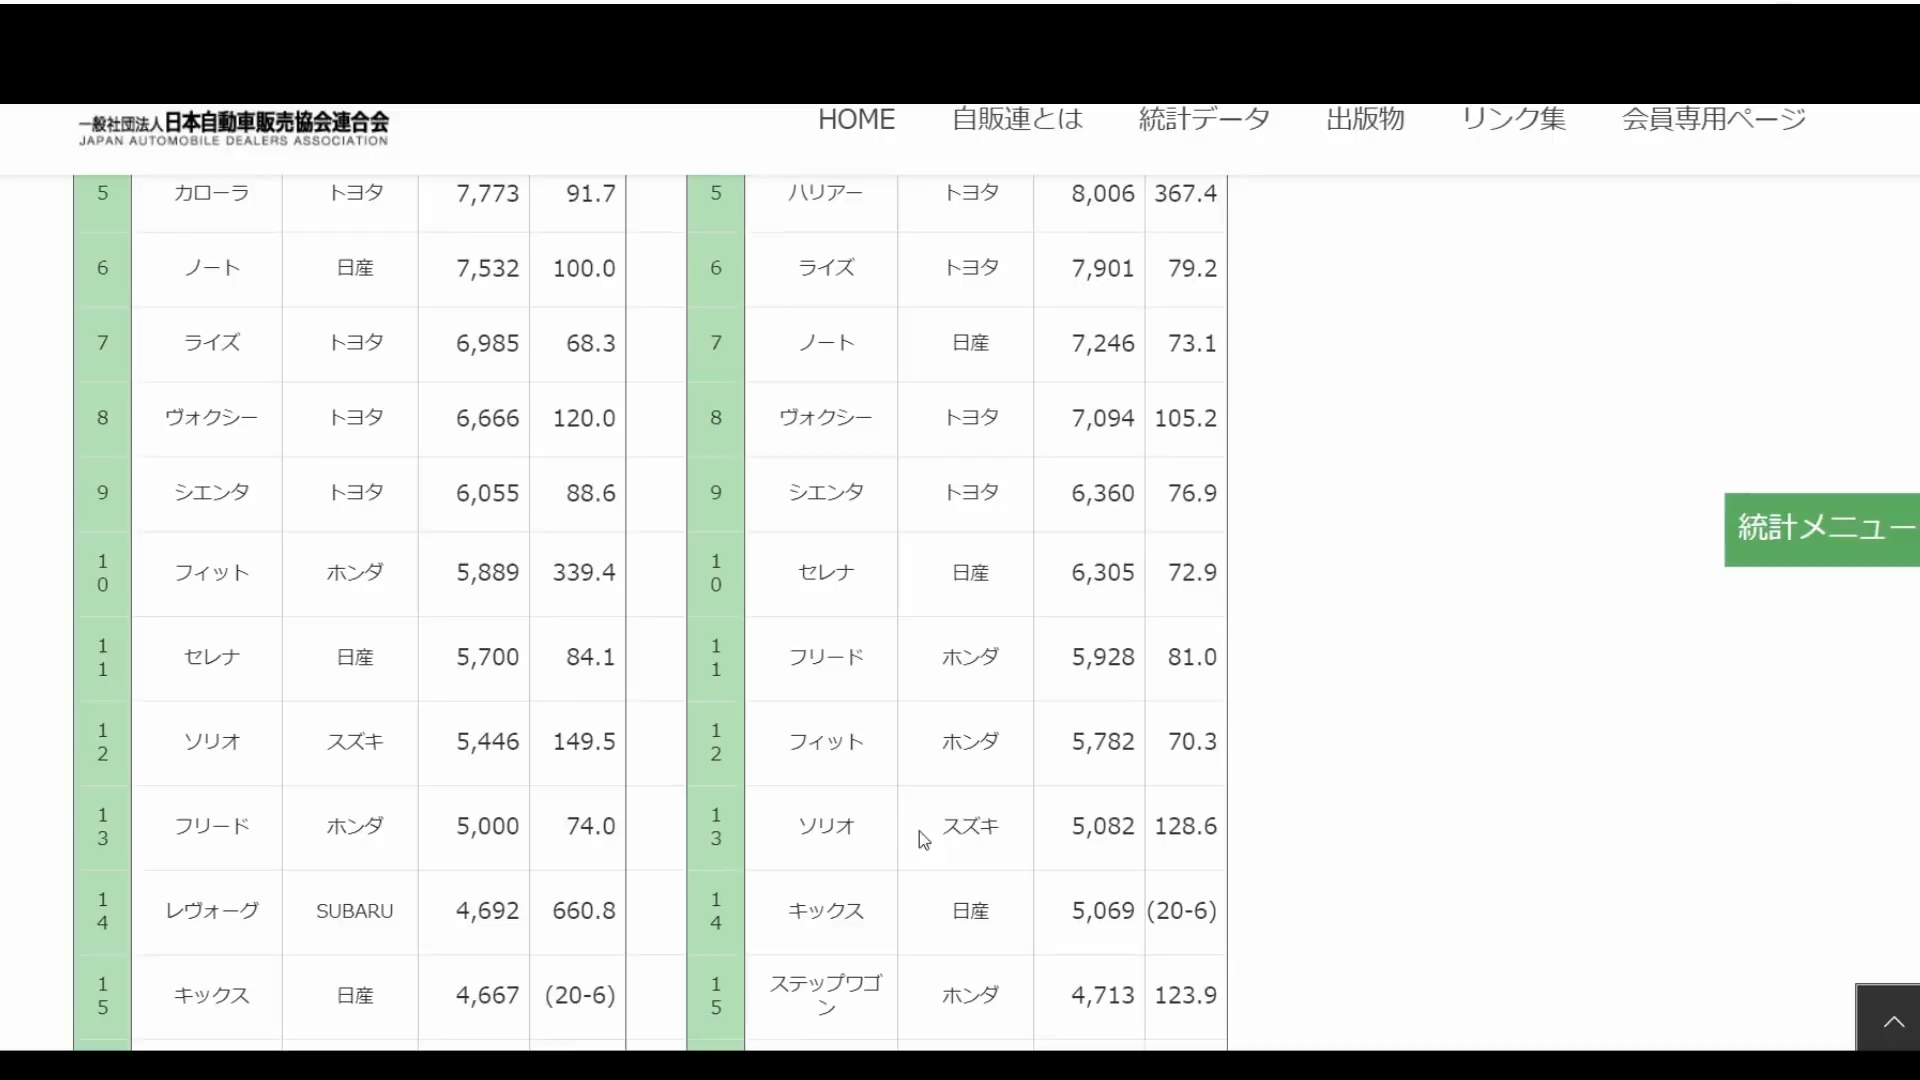 一般社団法人日本自動車販売協会連合会
JAPAN AUTOMOBILE DEALERS ASSOCIATION
HOME 自販連とは 統計データ 出版物 リンク集 会員専用ページ
5 カローラ トヨタ 7,773 91.7 5 ハリアー トヨタ 8,006 367.4
6 ノート 日産 7,532 100.0 6 ライズ トヨタ 7,901 79.2
7 ライズ トヨタ 6,985 68.3 7 ノート 日産 7,246 73.1
8 ヴォクシー トヨタ 6,666 120.0 8 ヴォクシー トヨタ 7,094 105.2
9 シエンタ トヨタ 6,055 88.6 9 シエンタ トヨタ 6,360 76.9
10 フィット ホンダ 5,889 339.4 10 セレナ 日産 6,305 72.9
11 セレナ 日産 5,700 84.1 11 フリード ホンダ 5,928 81.0
12 ソリオ スズキ 5,446 149.5 12 フィット ホンダ 5,782 70.3
13 フリード ホンダ 5,000 74.0 13 ソリオ スズキ 5,082 128.6
14 レヴォーグ SUBARU 4,692 660.8 14 キックス 日産 5,069 (20-6)
15 キックス 日産 4,667 (20-6) 15 ステップワゴン ホンダ 4,713 123.9
統計メニュー